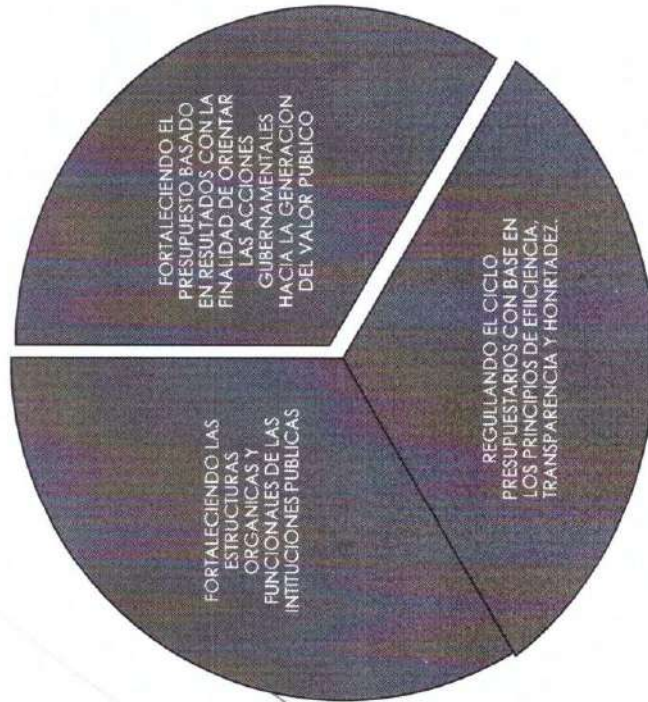 FORTALECIENDO EL
PRESUPUESTO BASADO
EN RESULTADOS CON LA
FINALIDAD DE ORIENTAR
LAS ACCIONES
GUBERNAMENTALES
HACIA LA GENERACION
DEL VALOR PUBLICO
REGULLANDO EL CICLO
PRESUPUESTARIOS CON BASE EN
LOS PRINCIPIOS DE EFIICIENCIA,
TRANSPARENCIA Y HONRTADEZ.
FORTALECIENDO LAS
ESTRUCTURAS
ORGANICAS Y
FUNCIONALES DE LAS
INTITUCIONES PUBLICAS